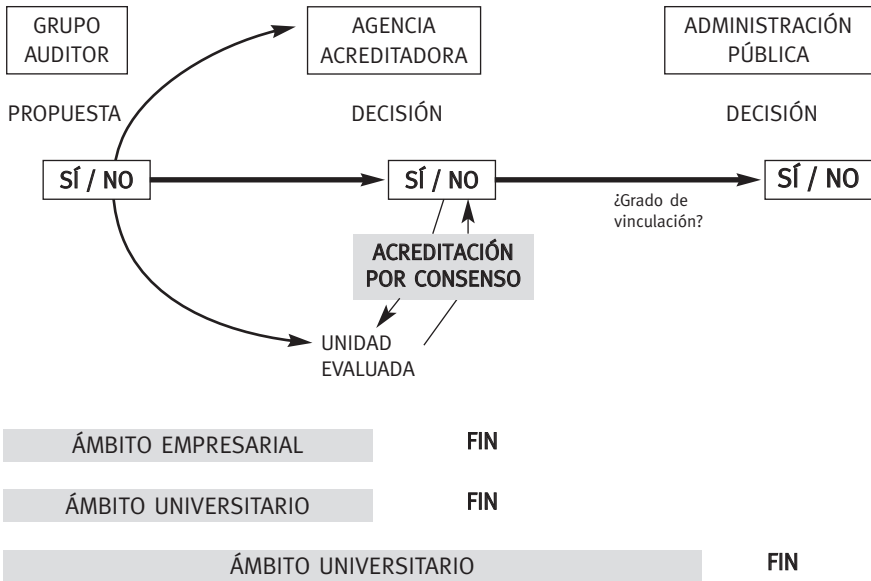 GRUPO
AUDITOR
AGENCIA
ACREDITADORA
ADMINISTRACIÓN
PÚBLICA
PROPUESTA
DECISIÓN
DECISIÓN
SÍ / NO
SÍ / NO
SÍ / NO
¿Grado de
vinculación?
ACREDITACIÓN
POR CONSENSO
UNIDAD
EVALUADA
ÁMBITO EMPRESARIAL
FIN
ÁMBITO UNIVERSITARIO
FIN
ÁMBITO UNIVERSITARIO
FIN